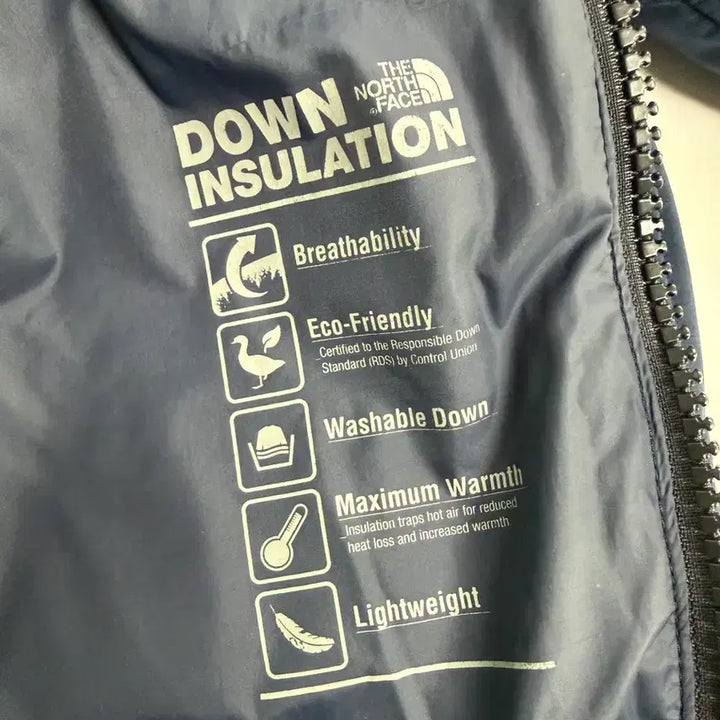 THE
NORTH
FACE
DOWN
INSULATION
Breathability
Eco-Friendly
Certified to the Responsible Down
Standard (RDS) by Control Union
Washable Down
Maximum Warmth
Insulation traps hot air for reduced
heat loss and increased warmth
Lightweight